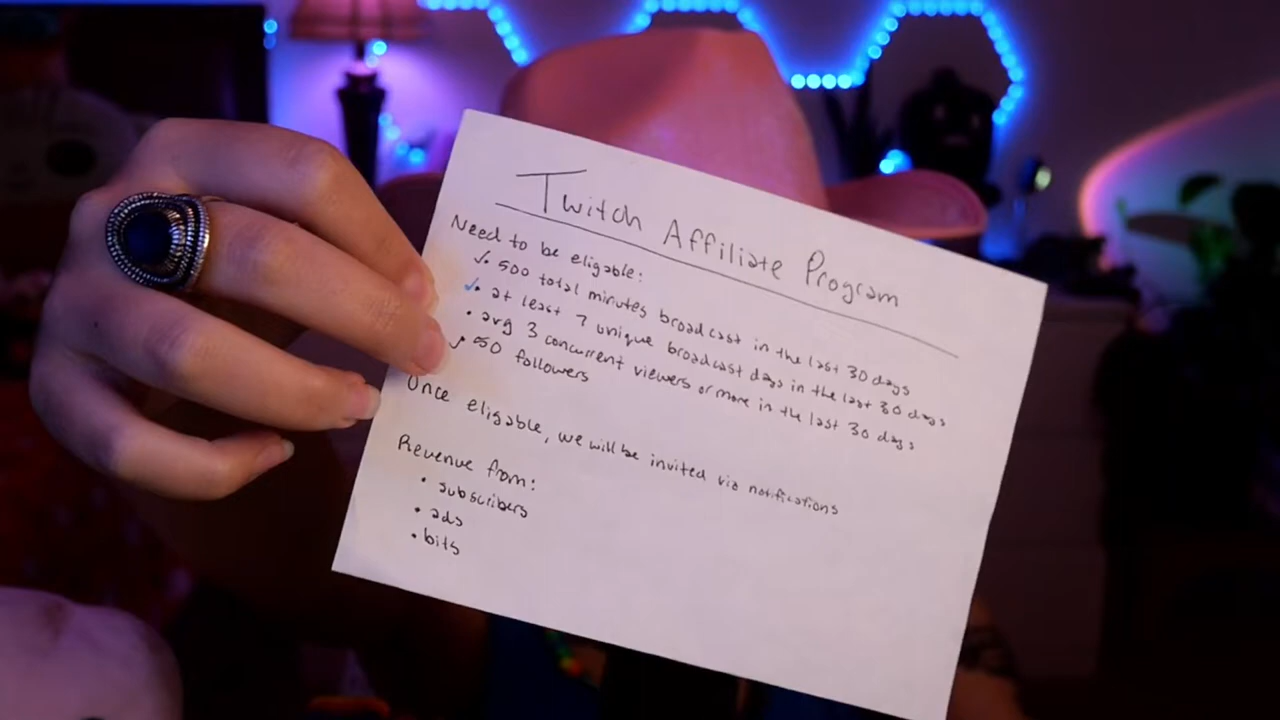 Twitch Affiliate Program
Need to be eligable:
✓• 500 total minutes broadcast in the last 30 days
✓• at least 7 unique broadcast days in the last 30 days
• avg 3 concurrent viewers or more in the last 30 days
✓• 50 followers
Once eligable, we will be invited via notifications
Revenue from:
• subscribers
• ads
• bits